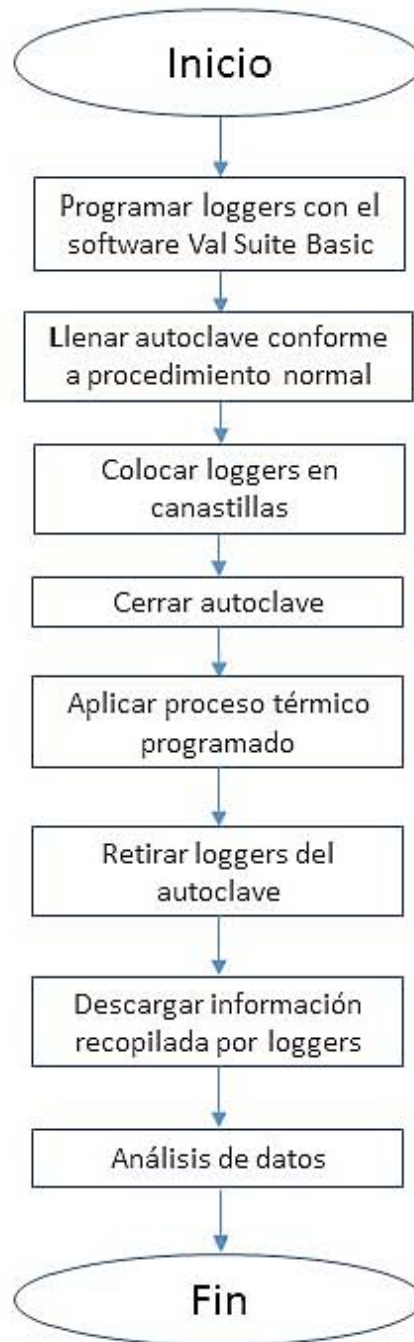 Inicio
Programar loggers con el
software Val Suite Basic
Llenar autoclave conforme
a procedimiento normal
Colocar loggers en
canastillas
Cerrar autoclave
Aplicar proceso térmico
programado
Retirar loggers del
autoclave
Descargar información
recopilada por loggers
Análisis de datos
Fin